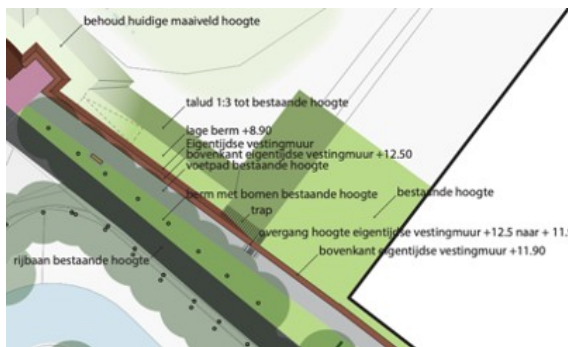 behoud huidige maaiveld hoogte
talud 1:3 tot bestaande hoogte
lage berm +8.90
Eigentijdse vestingmuur
bovenkant eigentijdse vestingmuur +12.50
voetpad bestaande hoogte
berm met bomen bestaande hoogte
bestaande hoogte
trap
overgang hoogte eigentijdse vestingmuur +12.5 naar + 11.
bovenkant eigentijdse vestingmuur +11.90
rijbaan bestaande hoogte